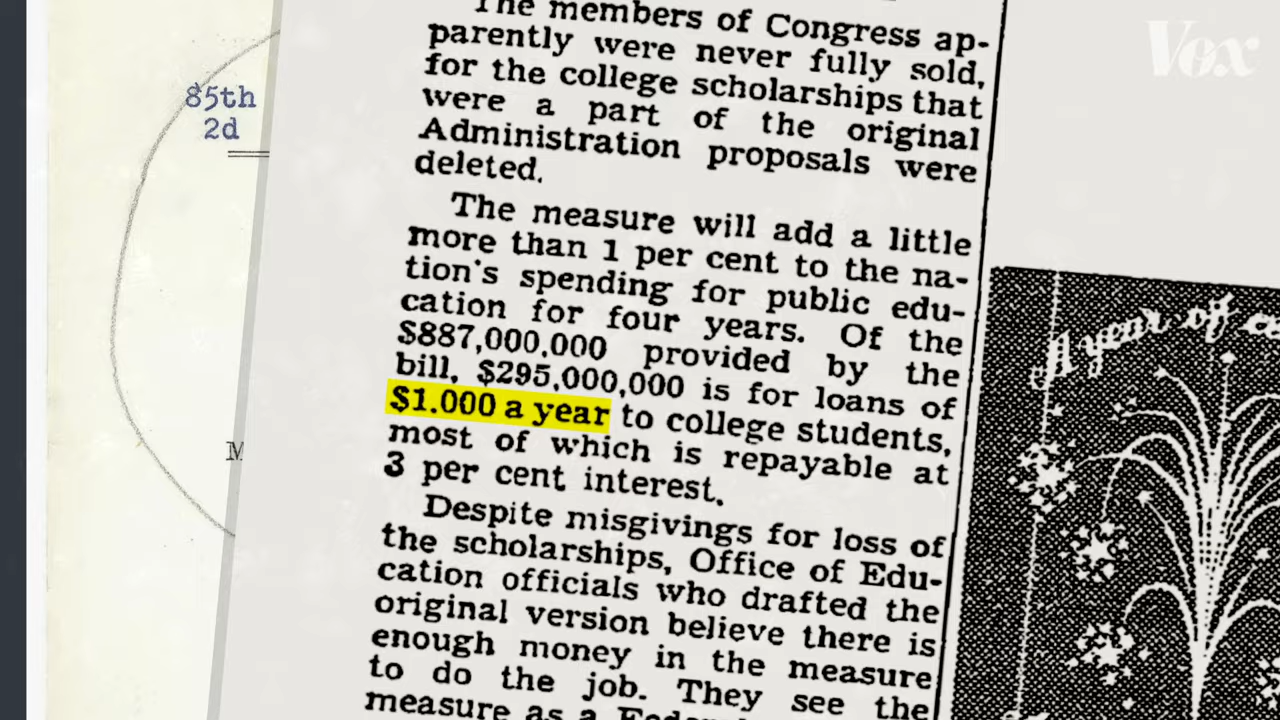 Vox
85th
2d
M
The members of Congress ap-
parently were never fully sold,
for the college scholarships that
were a part of the original
Administration proposals were
deleted.
The measure will add a little
more than 1 per cent to the na-
tion's spending for public edu-
cation for four years. Of the
$887,000,000 provided by the
bill, $295,000,000 is for loans of
$1.000 a year to college students,
most of which is repayable at
3 per cent interest.
Despite misgivings for loss of
the scholarships, Office of Edu-
cation officials who drafted the
original version believe there is
enough money in the measure
to do the job. They see the
measure as a
A year of